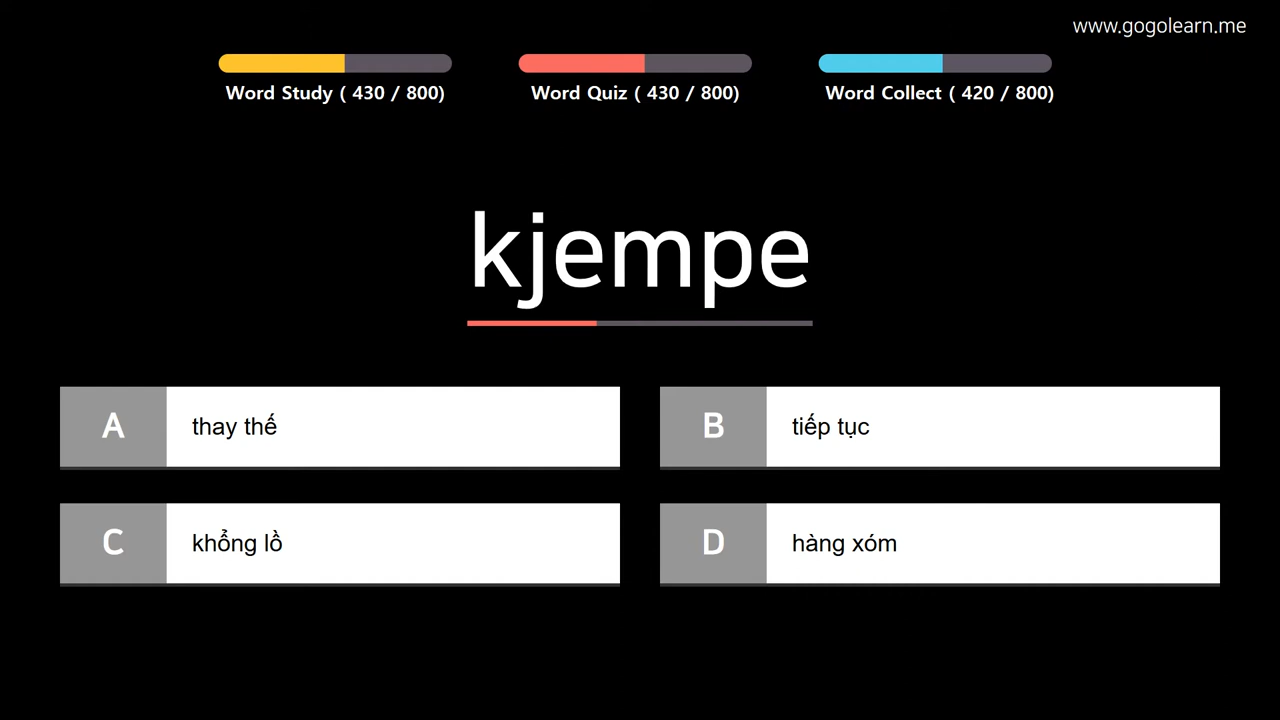 www.gogolearn.me
Word Study ( 430 / 800)
Word Quiz ( 430 / 800)
Word Collect ( 420 / 800)
kjempe
A thay thế
B tiếp tục
C khổng lồ
D hàng xóm